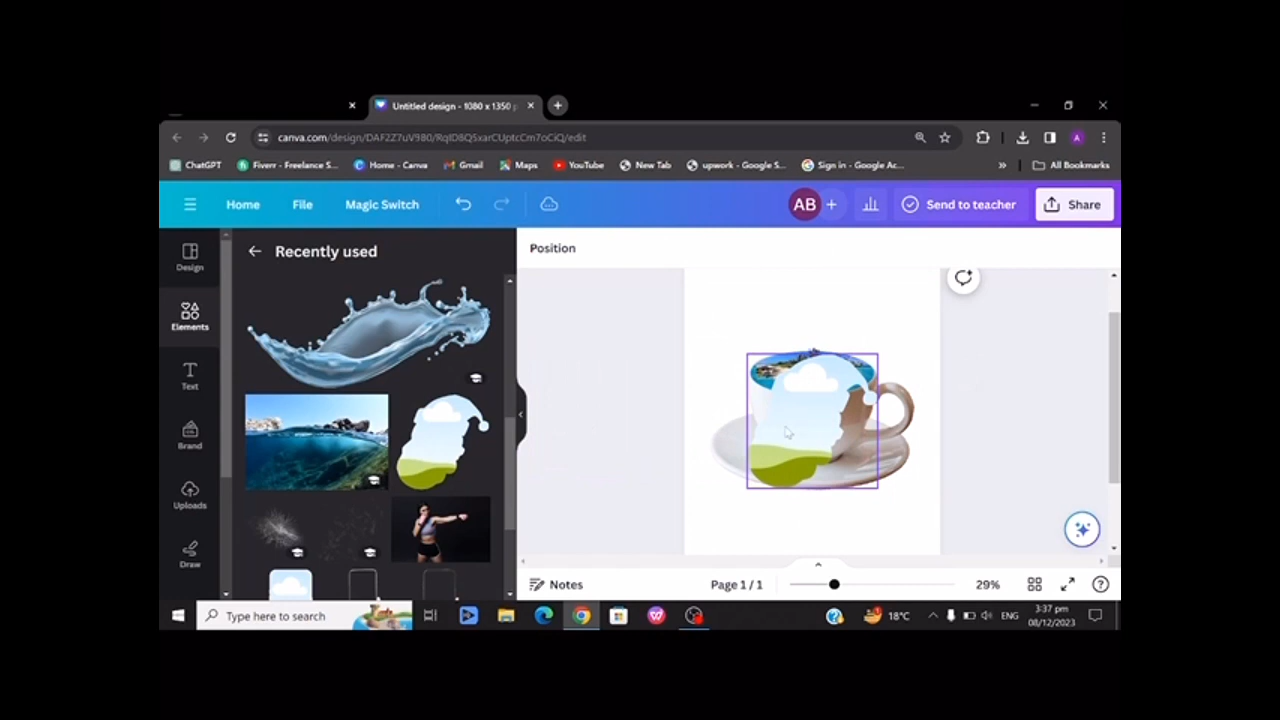 Untitled design - 1080 x 1350
canva.com/design/DAF2Z7uV980/RqID8Q5xarCUptcCm7oCiQ/edit
ChatGPT
Fiverr - Freelance S...
Home - Canva
Gmail
Maps
YouTube
New Tab
upwork - Google S...
Sign in - Google Ac...
»
All Bookmarks
A
Home
File
Magic Switch
AB
Send to teacher
Share
Design
Elements
Text
Brand
Uploads
Draw
Recently used
Position
Notes
Page 1 / 1
29%
Type here to search
18°C
ENG
3:37 pm
08/12/2023